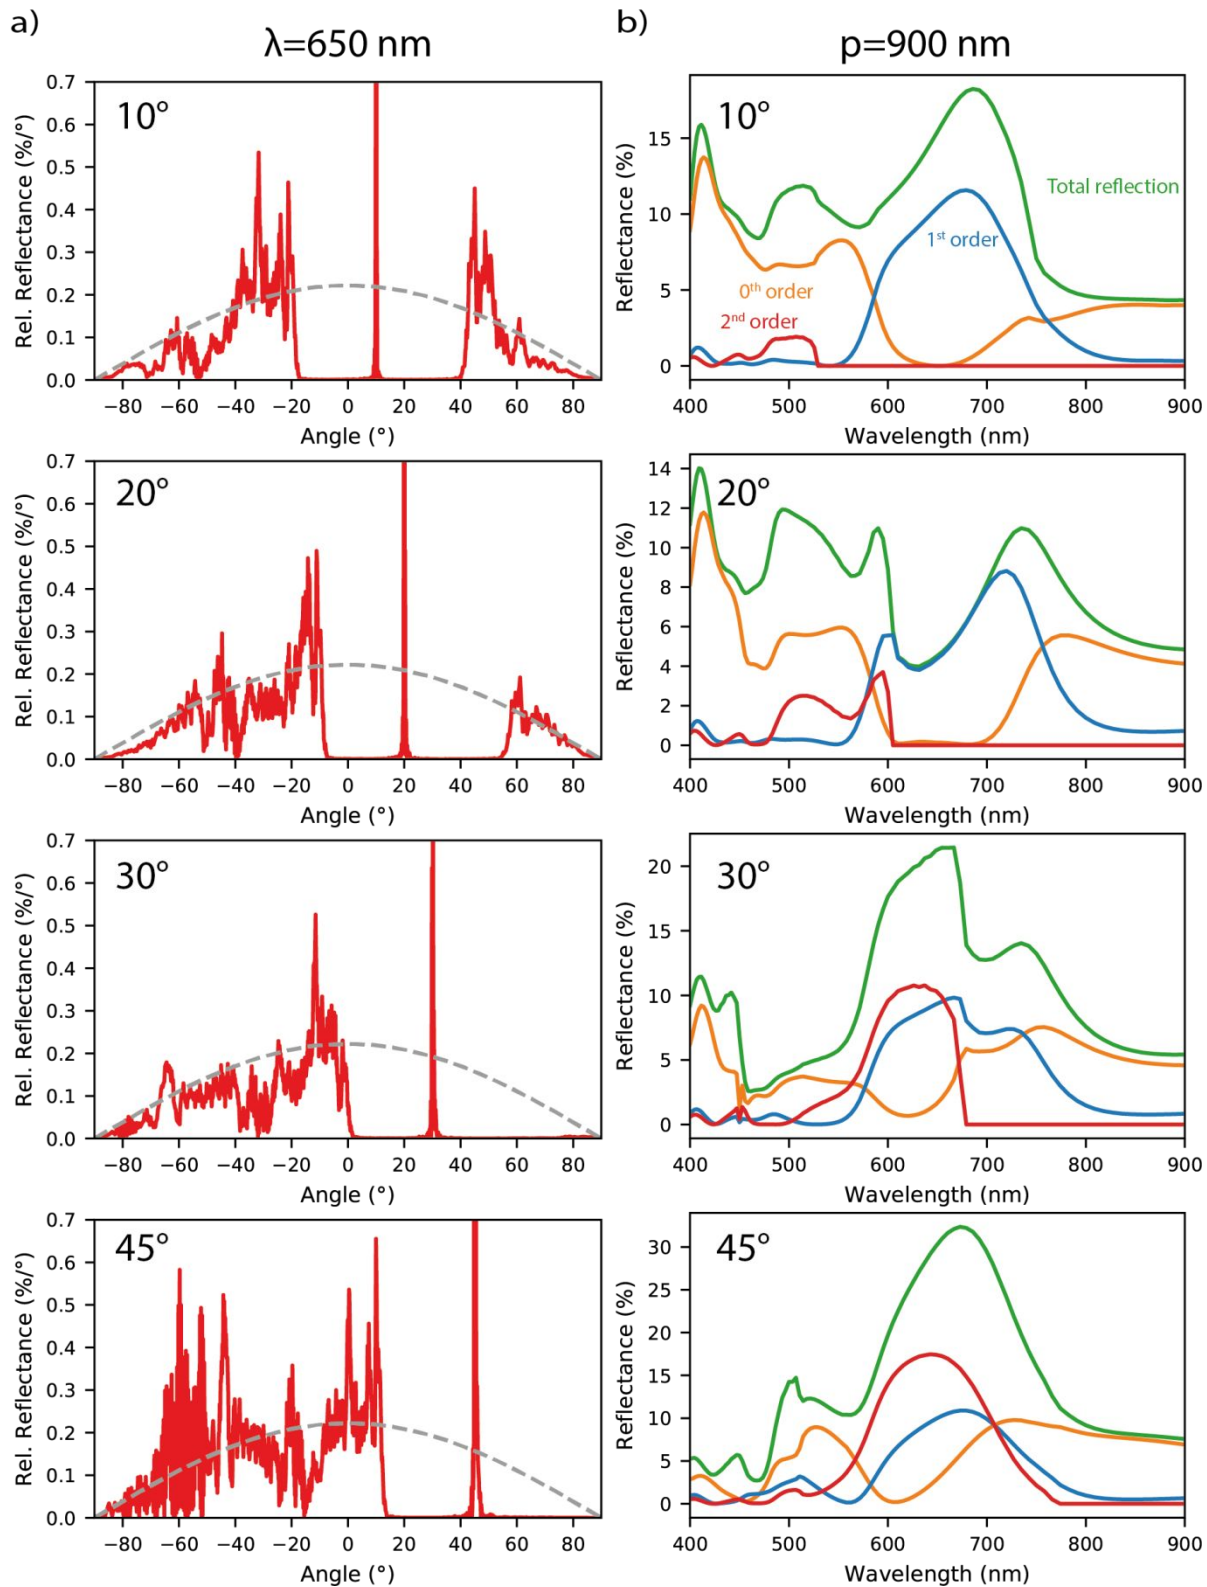 a)
λ=650 nm
b)
p=900 nm
10°
Rel. Reflectance (%/°)
0.7
0.6
0.5
0.4
0.3
0.2
0.1
0.0
−80 −60 −40 −20 0 20 40 60 80
Angle (°)
10°
Reflectance (%)
15
10
5
0
Total reflection
1st order
0th order
2nd order
400 500 600 700 800 900
Wavelength (nm)
20°
Rel. Reflectance (%/°)
0.7
0.6
0.5
0.4
0.3
0.2
0.1
0.0
−80 −60 −40 −20 0 20 40 60 80
Angle (°)
20°
Reflectance (%)
14
12
10
8
6
4
2
0
400 500 600 700 800 900
Wavelength (nm)
30°
Rel. Reflectance (%/°)
0.7
0.6
0.5
0.4
0.3
0.2
0.1
0.0
−80 −60 −40 −20 0 20 40 60 80
Angle (°)
30°
Reflectance (%)
20
15
10
5
0
400 500 600 700 800 900
Wavelength (nm)
45°
Rel. Reflectance (%/°)
0.7
0.6
0.5
0.4
0.3
0.2
0.1
0.0
−80 −60 −40 −20 0 20 40 60 80
Angle (°)
45°
Reflectance (%)
30
25
20
15
10
5
0
400 500 600 700 800 900
Wavelength (nm)